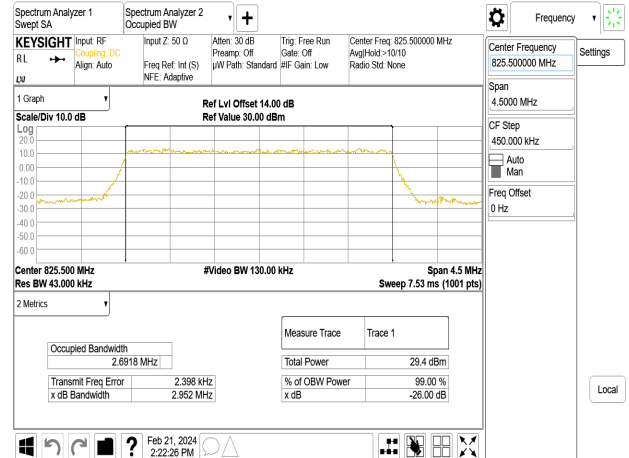 Spectrum Analyzer 1
Swept SA
Spectrum Analyzer 2
Occupied BW
Frequency
KEYSIGHT
RL
Input: RF
Coupling: DC
Align: Auto
Input Z: 50 Ω
Freq Ref: Int (S)
NFE: Adaptive
Atten: 30 dB
Preamp: Off
µW Path: Standard
Trig: Free Run
Gate: Off
#IF Gain: Low
Center Freq: 825.500000 MHz
Avg|Hold:>10/10
Radio Std: None
LXI
Center Frequency
825.500000 MHz
Settings
Span
4.5000 MHz
CF Step
450.000 kHz
Auto
Man
Freq Offset
0 Hz
Local
1 Graph
Scale/Div 10.0 dB
Ref Lvl Offset 14.00 dB
Ref Value 30.00 dBm
Log
20.0
10.0
0.00
-10.0
-20.0
-30.0
-40.0
-50.0
-60.0
Center 825.500 MHz
#Video BW 130.00 kHz
Span 4.5 MHz
Res BW 43.000 kHz
Sweep 7.53 ms (1001 pts)
2 Metrics
Measure Trace
Trace 1
Occupied Bandwidth
2.6918 MHz
Total Power
29.4 dBm
Transmit Freq Error
2.398 kHz
% of OBW Power
99.00 %
x dB Bandwidth
2.952 MHz
x dB
-26.00 dB
?
Feb 21, 2024
2:22:26 PM